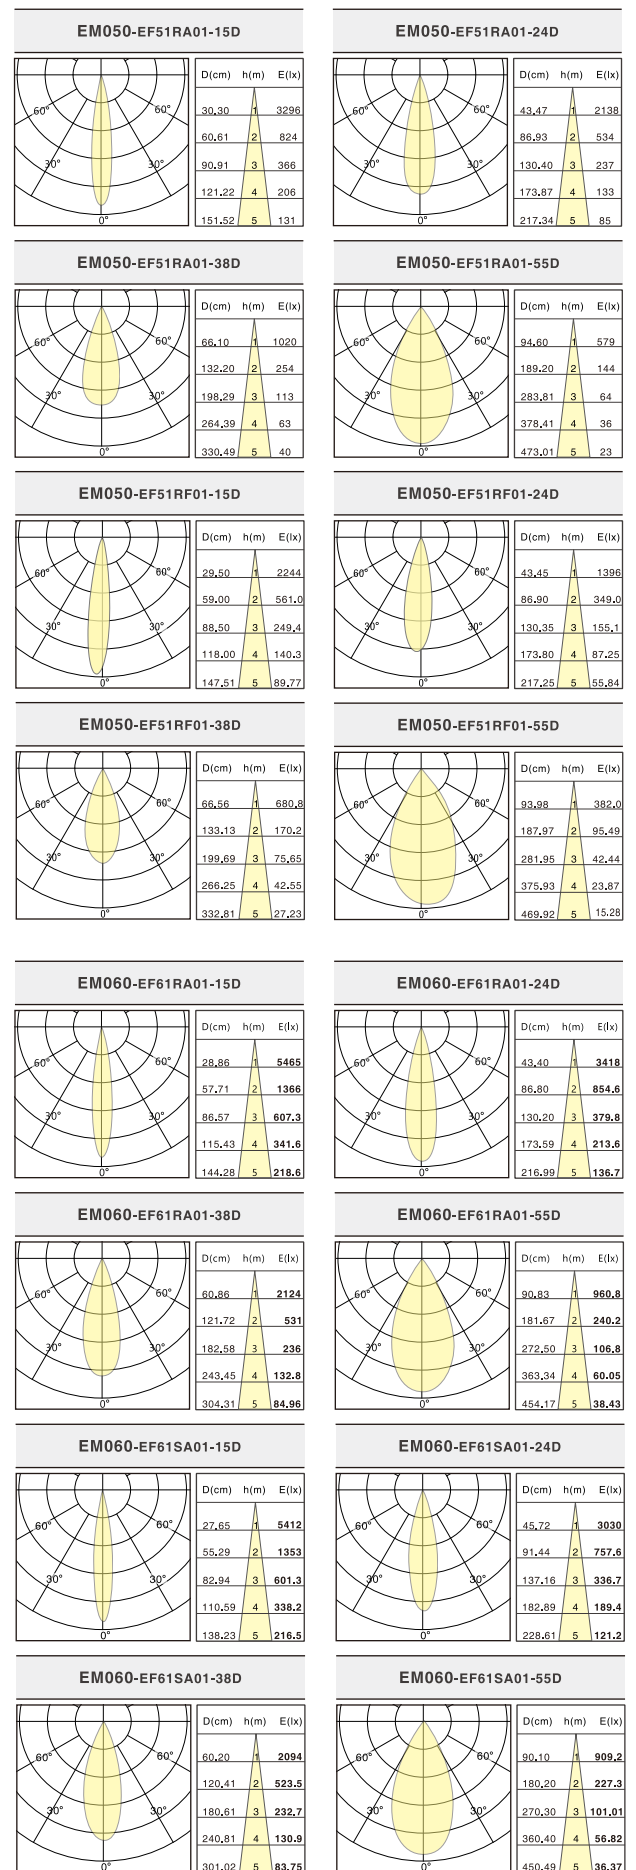 EM050-EF51RA01-15D
D(cm) h(m) E(lx)
30.30 1 3296
60.61 2 824
90.91 3 366
121.22 4 206
151.52 5 131
60° 60°
30° 30°
0°
EM050-EF51RA01-24D
D(cm) h(m) E(lx)
43.47 1 2138
86.93 2 534
130.40 3 237
173.87 4 133
217.34 5 85
60° 60°
30° 30°
0°
EM050-EF51RA01-38D
D(cm) h(m) E(lx)
66.10 1 1020
132.20 2 254
198.29 3 113
264.39 4 63
330.49 5 40
60° 60°
30° 30°
0°
EM050-EF51RA01-55D
D(cm) h(m) E(lx)
94.60 1 579
189.20 2 144
283.81 3 64
378.41 4 36
473.01 5 23
60° 60°
30° 30°
0°
EM050-EF51RF01-15D
D(cm) h(m) E(lx)
29.50 1 2244
59.00 2 561.0
88.50 3 249.4
118.00 4 140.3
147.51 5 89.77
60° 60°
30° 30°
0°
EM050-EF51RF01-24D
D(cm) h(m) E(lx)
43.45 1 1396
86.90 2 349.0
130.35 3 155.1
173.80 4 87.25
217.25 5 55.84
60° 60°
30° 30°
0°
EM050-EF51RF01-38D
D(cm) h(m) E(lx)
66.56 1 680.8
133.13 2 170.2
199.69 3 75.65
266.25 4 42.55
332.81 5 27.23
60° 60°
30° 30°
0°
EM050-EF51RF01-55D
D(cm) h(m) E(lx)
93.98 1 382.0
187.97 2 95.49
281.95 3 42.44
375.93 4 23.87
469.92 5 15.28
60° 60°
30° 30°
0°
EM060-EF61RA01-15D
D(cm) h(m) E(lx)
28.86 1 5465
57.71 2 1366
86.57 3 607.3
115.43 4 341.6
144.28 5 218.6
60° 60°
30° 30°
0°
EM060-EF61RA01-24D
D(cm) h(m) E(lx)
43.40 1 3418
86.80 2 854.6
130.20 3 379.8
173.59 4 213.6
216.99 5 136.7
60° 60°
30° 30°
0°
EM060-EF61RA01-38D
D(cm) h(m) E(lx)
60.86 1 2124
121.72 2 531
182.58 3 236
243.45 4 132.8
304.31 5 84.96
60° 60°
30° 30°
0°
EM060-EF61RA01-55D
D(cm) h(m) E(lx)
90.83 1 960.8
181.67 2 240.2
272.50 3 106.8
363.34 4 60.05
454.17 5 38.43
60° 60°
30° 30°
0°
EM060-EF61SA01-15D
D(cm) h(m) E(lx)
27.65 1 5412
55.29 2 1353
82.94 3 601.3
110.59 4 338.2
138.23 5 216.5
60° 60°
30° 30°
0°
EM060-EF61SA01-24D
D(cm) h(m) E(lx)
45.72 1 3030
91.44 2 757.6
137.16 3 336.7
182.89 4 189.4
228.61 5 121.2
60° 60°
30° 30°
0°
EM060-EF61SA01-38D
D(cm) h(m) E(lx)
60.20 1 2094
120.41 2 523.5
180.61 3 232.7
240.81 4 130.9
301.02 5 83.75
60° 60°
30° 30°
0°
EM060-EF61SA01-55D
D(cm) h(m) E(lx)
90.10 1 909.2
180.20 2 227.3
270.30 3 101.01
360.40 4 56.82
450.49 5 36.37
60° 60°
30° 30°
0°